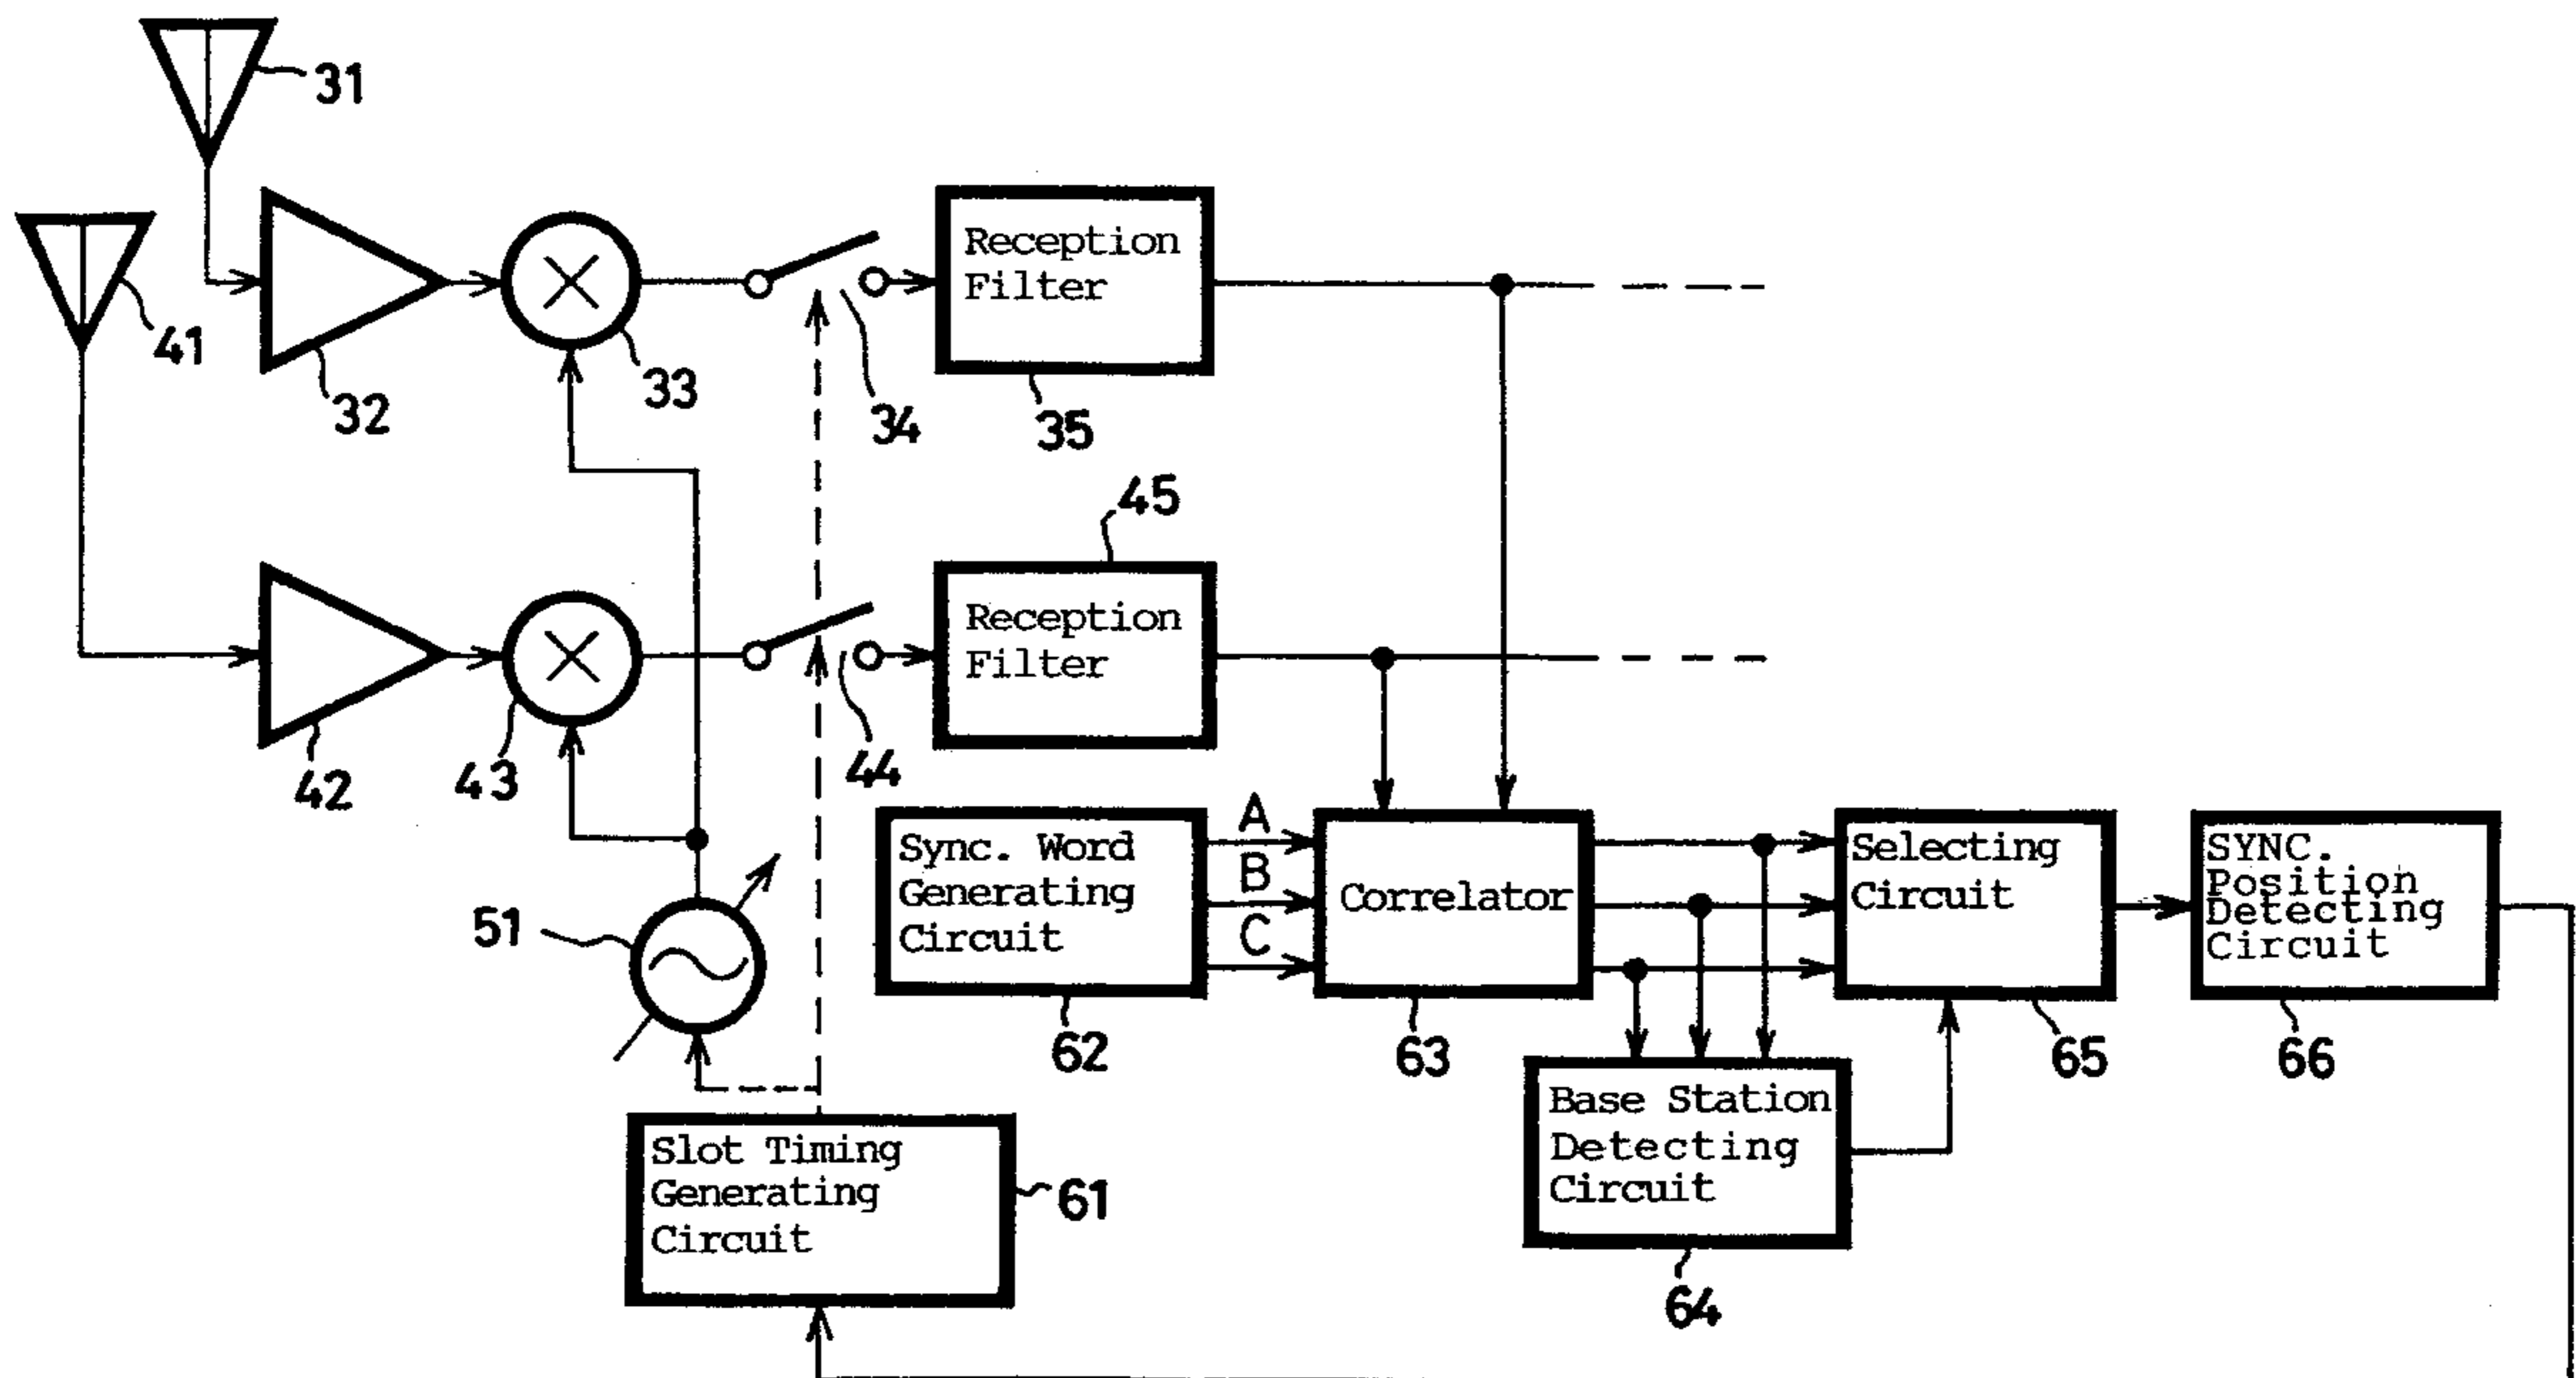 31
41
32
33
34
Reception
Filter
35
45
Reception
Filter
42
43
44
51
Sync. Word
Generating
Circuit
62
A
B
C
Correlator
63
Selecting
Circuit
65
SYNC.
Position
Detecting
Circuit
66
Base Station
Detecting
Circuit
64
Slot Timing
Generating
Circuit
61